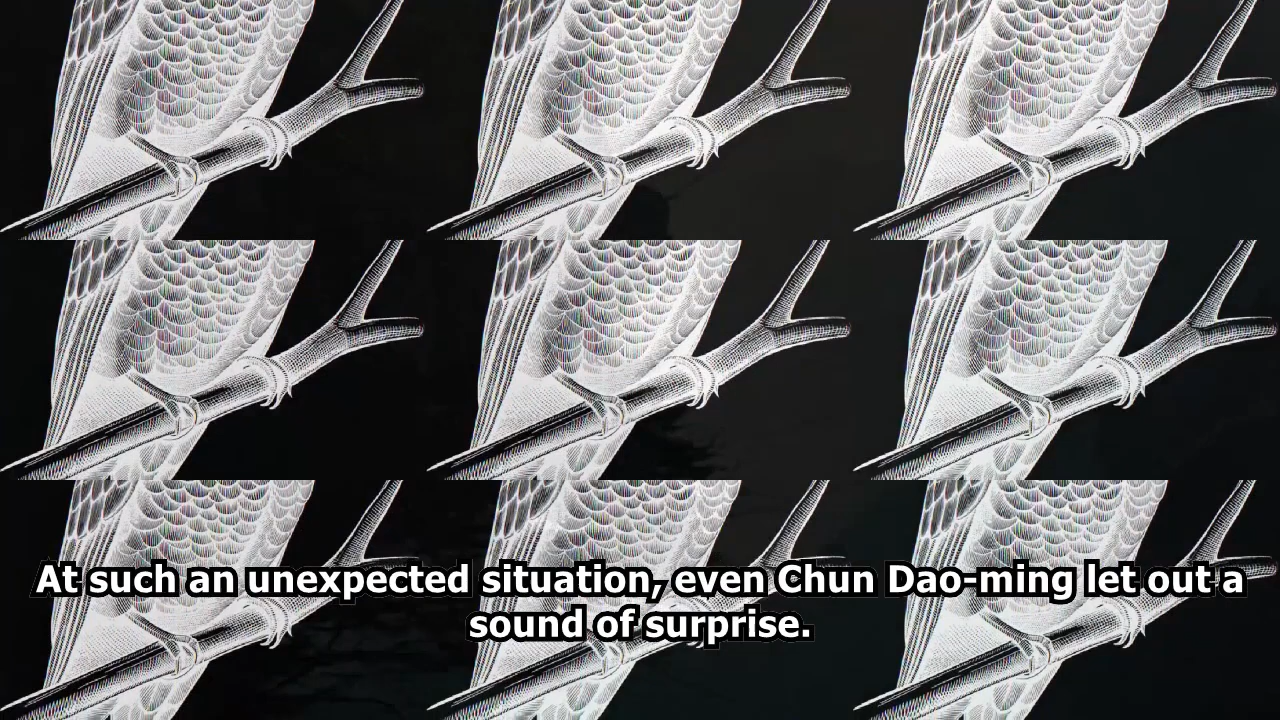 At such an unexpected situation, even Chun Dao-ming let out a
sound of surprise.